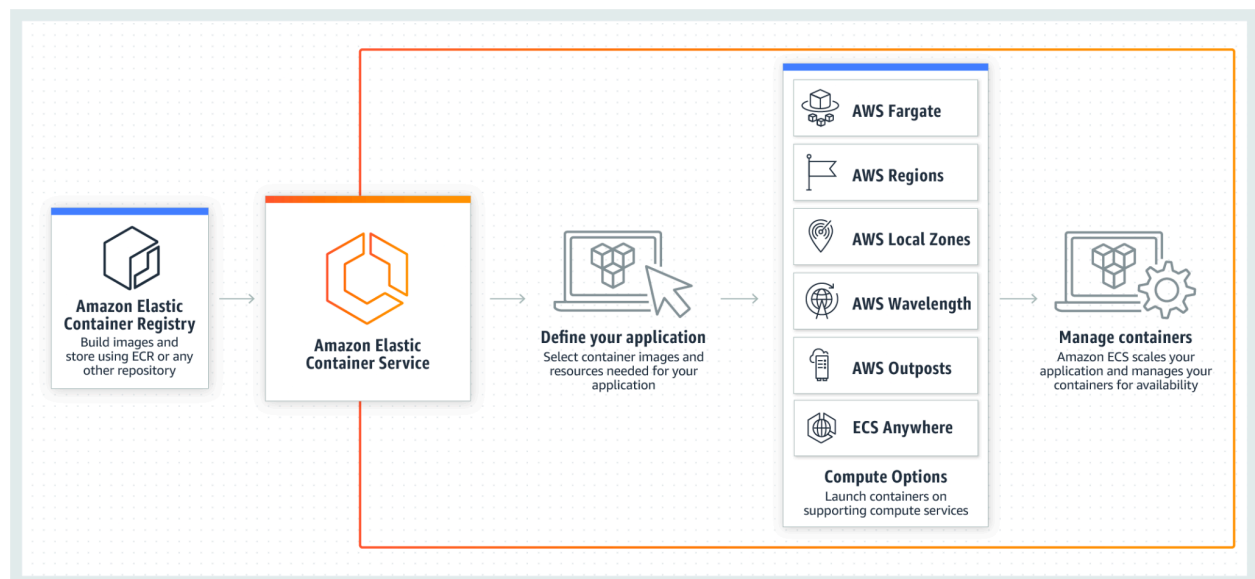 Amazon Elastic
Container Registry
Build images and
store using ECR or any
other repository
Amazon Elastic
Container Service
Define your application
Select container images and
resources needed for your
application
AWS Fargate
AWS Regions
AWS Local Zones
AWS Wavelength
AWS Outposts
ECS Anywhere
Compute Options
Launch containers on
supporting compute services
Manage containers
Amazon ECS scales your
application and manages your
containers for availability